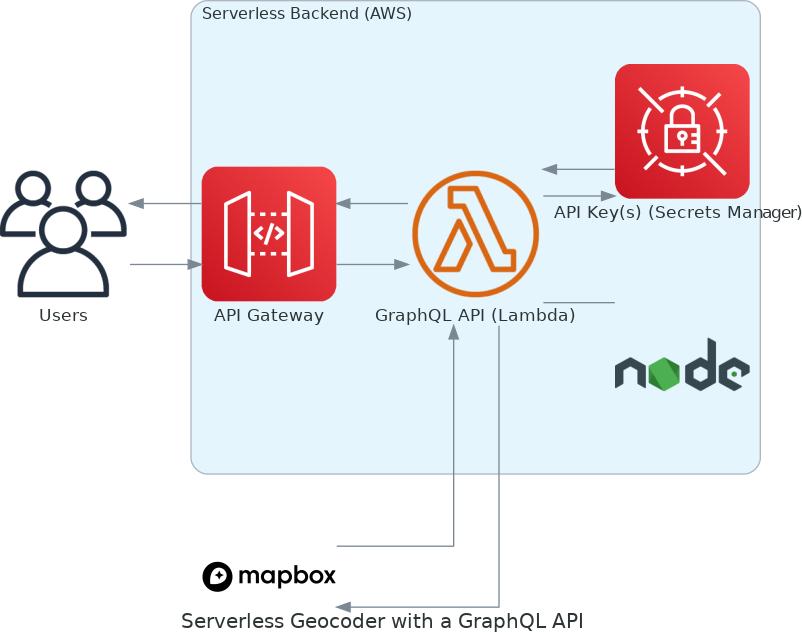 Serverless Backend (AWS)
</>
API Key(s) (Secrets Manager)
Users
API Gateway
GraphQL API (Lambda)
node
mapbox
Serverless Geocoder with a GraphQL API